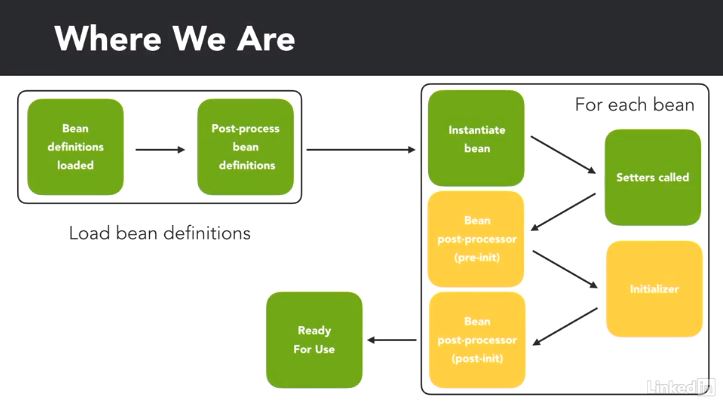 Where We Are
For each bean
Bean
definitions
loaded
Post-process
bean
definitions
Instantiate
bean
Setters called
Load bean definitions
Bean
post-processor
(pre-init)
Initializer
Bean
post-processor
(post-init)
Ready
For Use
Linked in